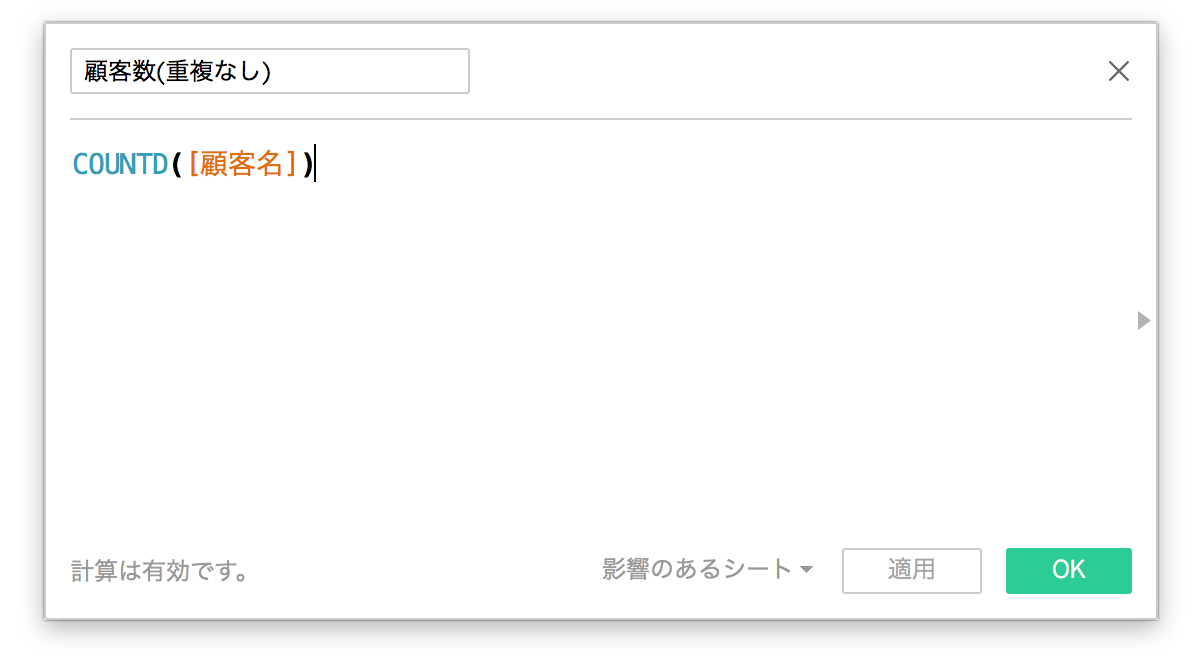 顧客数(重複なし)
COUNTD([顧客名])
計算は有効です。
影響のあるシート
適用
OK